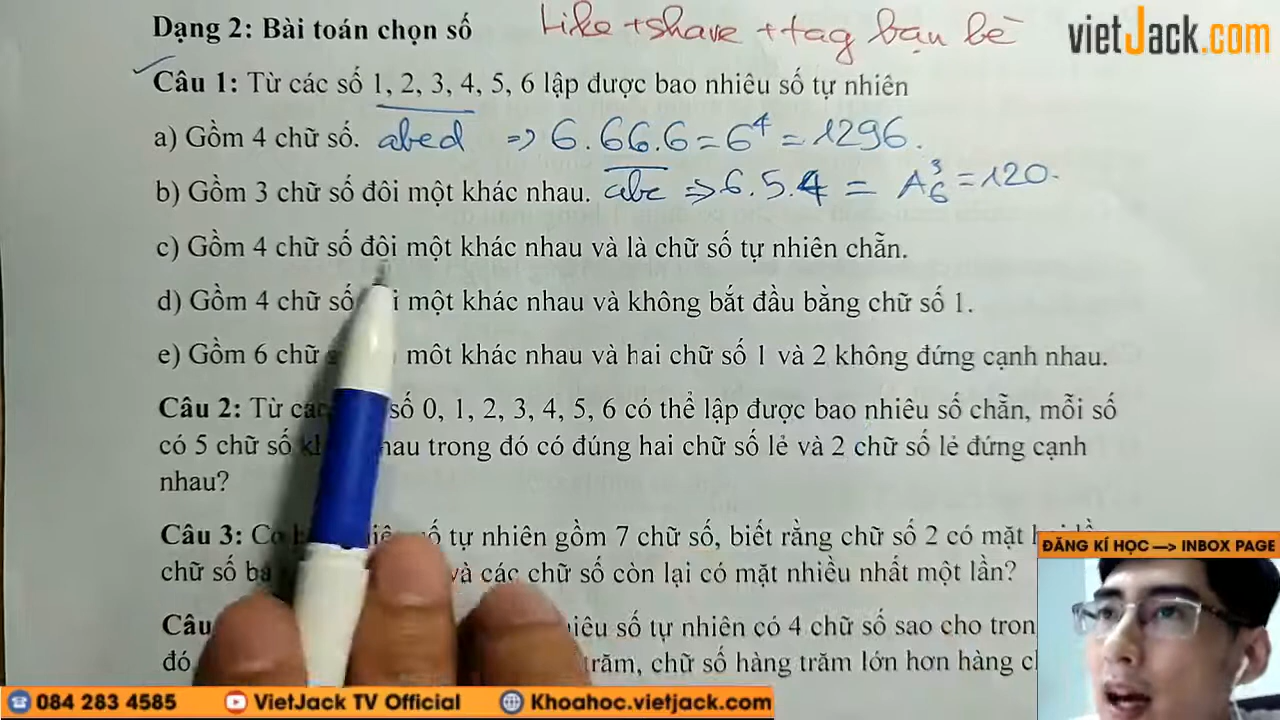 Dạng 2: Bài toán chọn số Like + share + tag bạn bè
vietJack.com
Câu 1: Từ các số 1, 2, 3, 4, 5, 6 lập được bao nhiêu số tự nhiên
a) Gồm 4 chữ số. abcd => 6.6 6.6 = 6^4 = 1296.
b) Gồm 3 chữ số đôi một khác nhau. abc => 6.5.4 = A_6^3 = 120.
c) Gồm 4 chữ số đôi một khác nhau và là chữ số tự nhiên chẵn.
d) Gồm 4 chữ số một khác nhau và không bắt đầu bằng chữ số 1.
e) Gồm 6 chữ môt khác nhau và hai chữ số 1 và 2 không đứng cạnh nhau.
Câu 2: Từ số 0, 1, 2, 3, 4, 5, 6 có thể lập được bao nhiêu số chẵn, mỗi số
có 5 chữ số nhau trong đó có đúng hai chữ số lẻ và 2 chữ số lẻ đứng cạnh
nhau?
Câu 3: số tự nhiên gồm 7 chữ số, biết rằng chữ số 2 có mặt
chữ số ba và các chữ số còn lại có mặt nhiều nhất một lần?
Câu số tự nhiên có 4 chữ số sao cho
đó trăm, chữ số hàng trăm lớn hơn hàng
ĐĂNG KÍ HỌC —> INBOX PAGE
084 283 4585 VietJack TV Official Khoahoc.vietjack.com